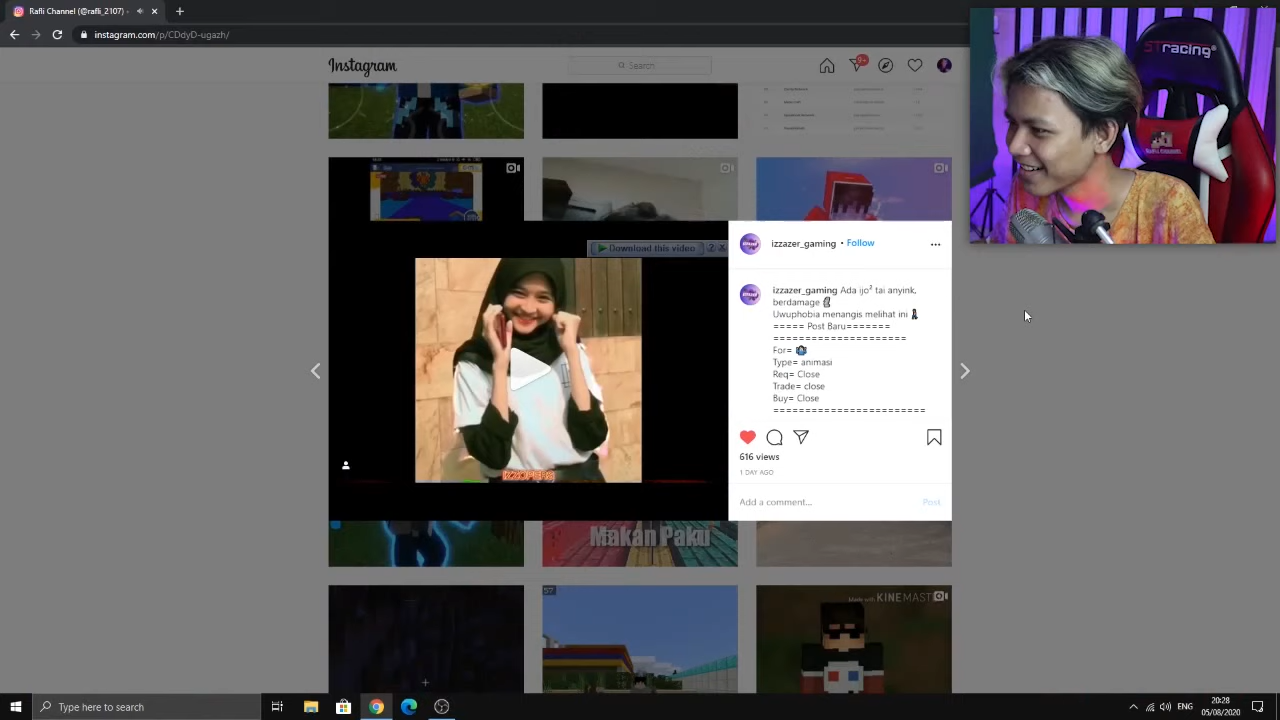 Rafli Channel (@rafli_2107) •
instagram.com/p/CDdyD-ugazh/
STracing
Instagram
Search
9+
Download this video
?
izzazer_gaming • Follow
izzazer_gaming Ada ijo² tai anyink,
berdamage
Uwuphobia menangis melihat ini
===== Post Baru=======
=====================
For=
Type= animasi
Req= Close
Trade= close
Buy= Close
========================
616 views
1 DAY AGO
Add a comment...
Post
Makan Paku
57
Made with KINEMAST
Type here to search
ENG
20:28
05/08/2020